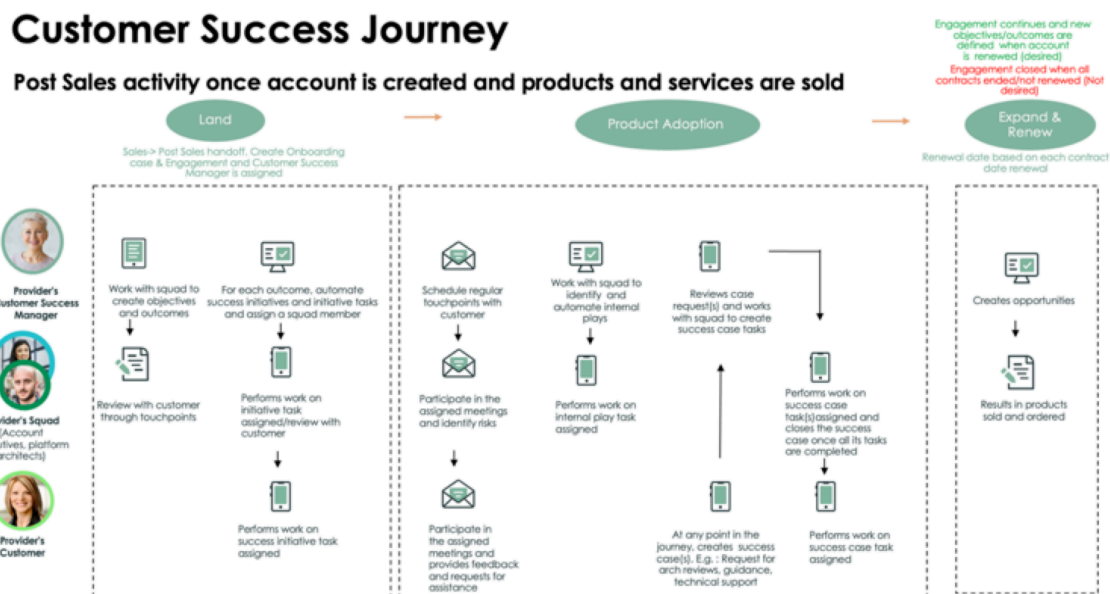 Customer Success Journey
Engagement continues and new
objectives/outcomes are
defined when account
is renewed (desired)
Engagement closed when all
contracts ended/not renewed (Not
desired)
Post Sales activity once account is created and products and services are sold
Land
Product Adoption
Expand &
Renew
Sales-> Post Sales handoff, Create Onboarding
case & Engagement and Customer Success
Manager is assigned
Renewal date based on each contract
date renewal
Provider's
ustomer Success
Manager
Work with squad to
create objectives
and outcomes
For each outcome, automate
success initiatives and initiative tasks
and assign a squad member
Schedule regular
touchpoints with
customer
Work with squad to
identify and
automate internal
plays
Reviews case
request(s) and works
with squad to create
success case tasks
Creates opportunities
vider's Squad
(Account
utives, platform
architects)
Review with customer
through touchpoints
Performs work on
initiative task
assigned/review with
customer
Participate in the
assigned meetings
and identify risks
Performs work on
internal play task
assigned
Performs work on
success case
task(s)assigned and
closes the success
case once all its tasks
are completed
Results in products
sold and ordered
Provider's
Customer
Performs work on
success initiative task
assigned
Participate in
the assigned
meetings and
provides feedback
and requests for
assistance
At any point in the
journey, creates success
case(s). E.g. : Request for
arch reviews, guidance,
technical support
Performs work on
success case task
assigned